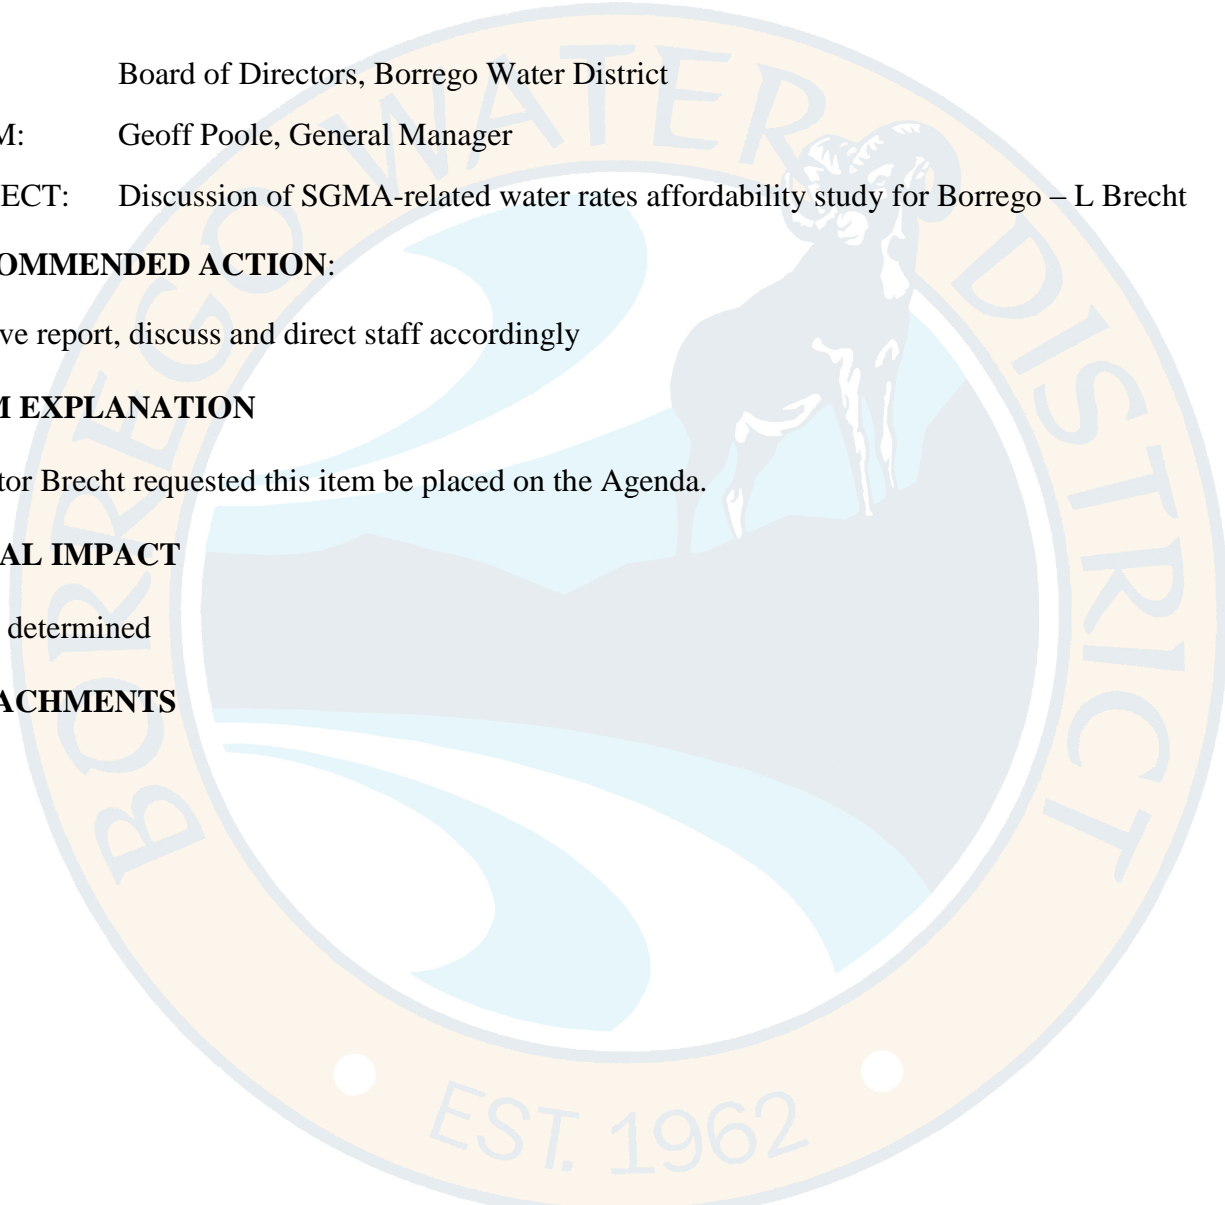 Board of Directors, Borrego Water District
M: Geoff Poole, General Manager
ECT: Discussion of SGMA-related water rates affordability study for Borrego – L Brecht
OMMENDED ACTION:
ve report, discuss and direct staff accordingly
M EXPLANATION
tor Brecht requested this item be placed on the Agenda.
AL IMPACT
determined
ACHMENTS
BORREGO WATER DISTRICT
EST. 1962